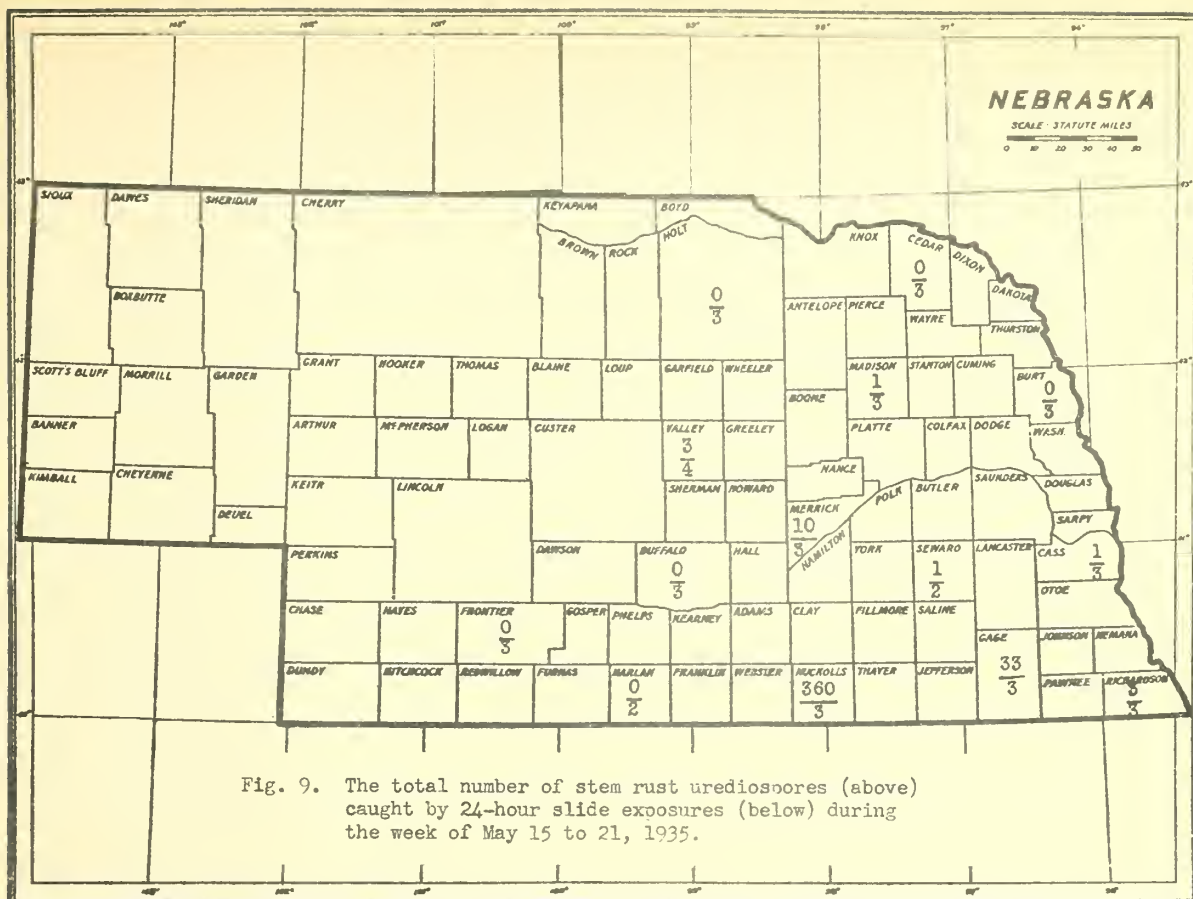 NEBRASKA
SCALE - STATUTE MILES
0 10 20 30 40 50
SIOUX DAWES SHERIDAN CHERRY KEYAPAHA BOYD
BROWN ROCK HOLT KNOX CEDAR DIXON
0
3
0
3
DAKOTA
BOXBUTTE ANTELOPE PIERCE WAYNE THURSTON
SCOTT'S BLUFF MORRILL GARDEN GRANT HOOKER THOMAS BLAINE LOUP GARFIELD WHEELER MADISON STANTON CUMING BURT
1
3
0
3
BOONE
BANNER ARTHUR McPHERSON LOGAN CUSTER VALLEY GREELEY PLATTE COLFAX DODGE WASH.
3
4
NANCE
KIMBALL CHEYENNE KEITH LINCOLN SHERMAN HOWARD POLK BUTLER SAUNDERS DOUGLAS
DEUEL MERRICK SARPY
10
3
HAMILTON
PERKINS DAWSON BUFFALO HALL YORK SEWARD LANCASTER CASS
0
3
1
2
1
3
OTOE
CHASE HAYES FRONTIER GOSPER PHELPS KEARNEY ADAMS CLAY FILLMORE SALINE
0
3
GAGE JOHNSON NEMAHA
33
3
DUNDY HITCHCOCK REDWILLOW FURNAS HARLAN FRANKLIN WEBSTER NUCKOLLS THAYER JEFFERSON PAWNEE RICHARDSON
0
2
360
3
3
Fig. 9. The total number of stem rust urediospores (above)
caught by 24-hour slide exposures (below) during
the week of May 15 to 21, 1935.